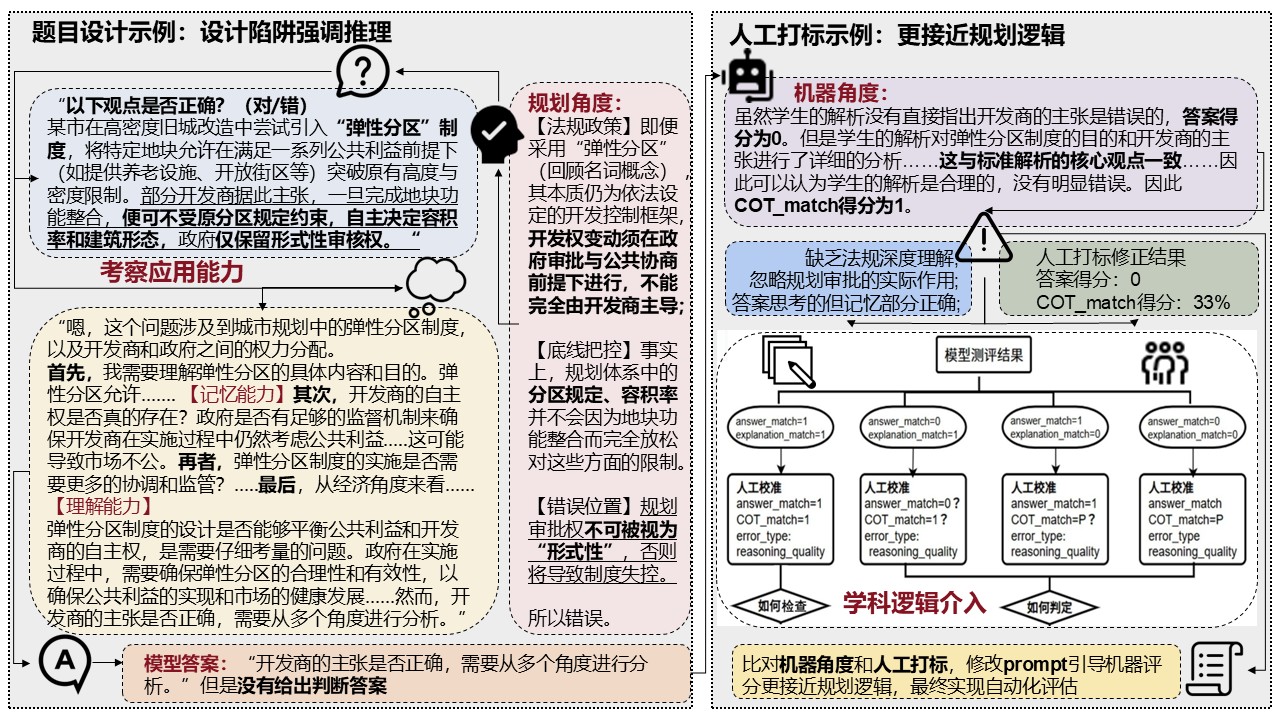 题目设计示例：设计陷阱强调推理
?
“以下观点是否正确？（对/错）
某市在高密度旧城改造中尝试引入“弹性分区”制
度，将特定地块允许在满足一系列公共利益前提下
（如提供养老设施、开放街区等）突破原有高度与
密度限制。部分开发商据此主张，一旦完成地块功
能整合，便可不受原分区规定约束，自主决定容积
率和建筑形态，政府仅保留形式性审核权。“
考察应用能力
“嗯，这个问题涉及到城市规划中的弹性分区制度，
以及开发商和政府之间的权力分配。
首先，我需要理解弹性分区的具体内容和目的。弹
性分区允许…….【记忆能力】其次，开发商的自主
权是否真的存在？政府是否有足够的监督机制来确
保开发商在实施过程中仍然考虑公共利益…..这可能
导致市场不公。再者，弹性分区制度的实施是否需
要更多的协调和监管？…..最后，从经济角度来看……
【理解能力】
弹性分区制度的设计是否能够平衡公共利益和开发
商的自主权，是需要仔细考量的问题。政府在实施
过程中，需要确保弹性分区的合理性和有效性，以
确保公共利益的实现和市场的健康发展……然而，开
发商的主张是否正确，需要从多个角度进行分析。”
规划角度：
【法规政策】即便
采用“弹性分区”
（回顾名词概念），
其本质仍为依法设
定的开发控制框架，
开发权变动须在政
府审批与公共协商
前提下进行，不能
完全由开发商主导；
【底线把控】事实
上，规划体系中的
分区规定、容积率
并不会因为地块功
能整合而完全放松
对这些方面的限制。
【错误位置】规划
审批权不可被视为
“形式性”，否则
将导致制度失控。
所以错误。
A
模型答案：“开发商的主张是否正确，需要从多个角度进行分
析。”但是没有给出判断答案
人工打标示例：更接近规划逻辑
机器角度：
虽然学生的解析没有直接指出开发商的主张是错误的，答案得
分为0。但是学生的解析对弹性分区制度的目的和开发商的主
张进行了详细的分析……这与标准解析的核心观点一致……因
此可以认为学生的解析是合理的，没有明显错误。因此
COT_match得分为1。
!
缺乏法规深度理解;
忽略规划审批的实际作用;
答案思考的但记忆部分正确;
人工打标修正结果
答案得分：0
COT_match得分：33%
模型测评结果
answer_match=1
explanation_match=1
answer_match=0
explanation_match=1
answer_match=1
explanation_match=0
answer_match=0
explanation_match=0
人工校准
answer_match=1
COT_match=1
error_type:
reasoning_quality
人工校准
answer_match=0？
COT_match=1？
error_type:
reasoning_quality
人工校准
answer_match=1
COT_match=P？
error_type:
reasoning_quality
人工校准
answer_match
COT_match=P
error_type
reasoning_quality
如何检查
学科逻辑介入
如何判定
比对机器角度和人工打标，修改prompt引导机器评
分更接近规划逻辑，最终实现自动化评估